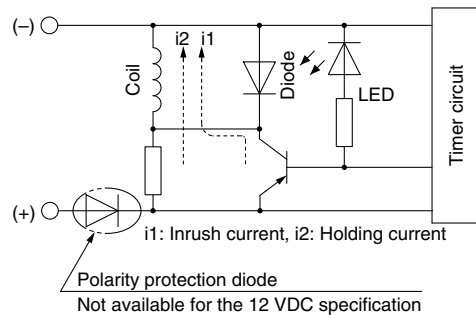 (–)
i2 i1
Coil
Diode
LED
Timer circuit
(+)
i1: Inrush current, i2: Holding current
Polarity protection diode
Not available for the 12 VDC specification